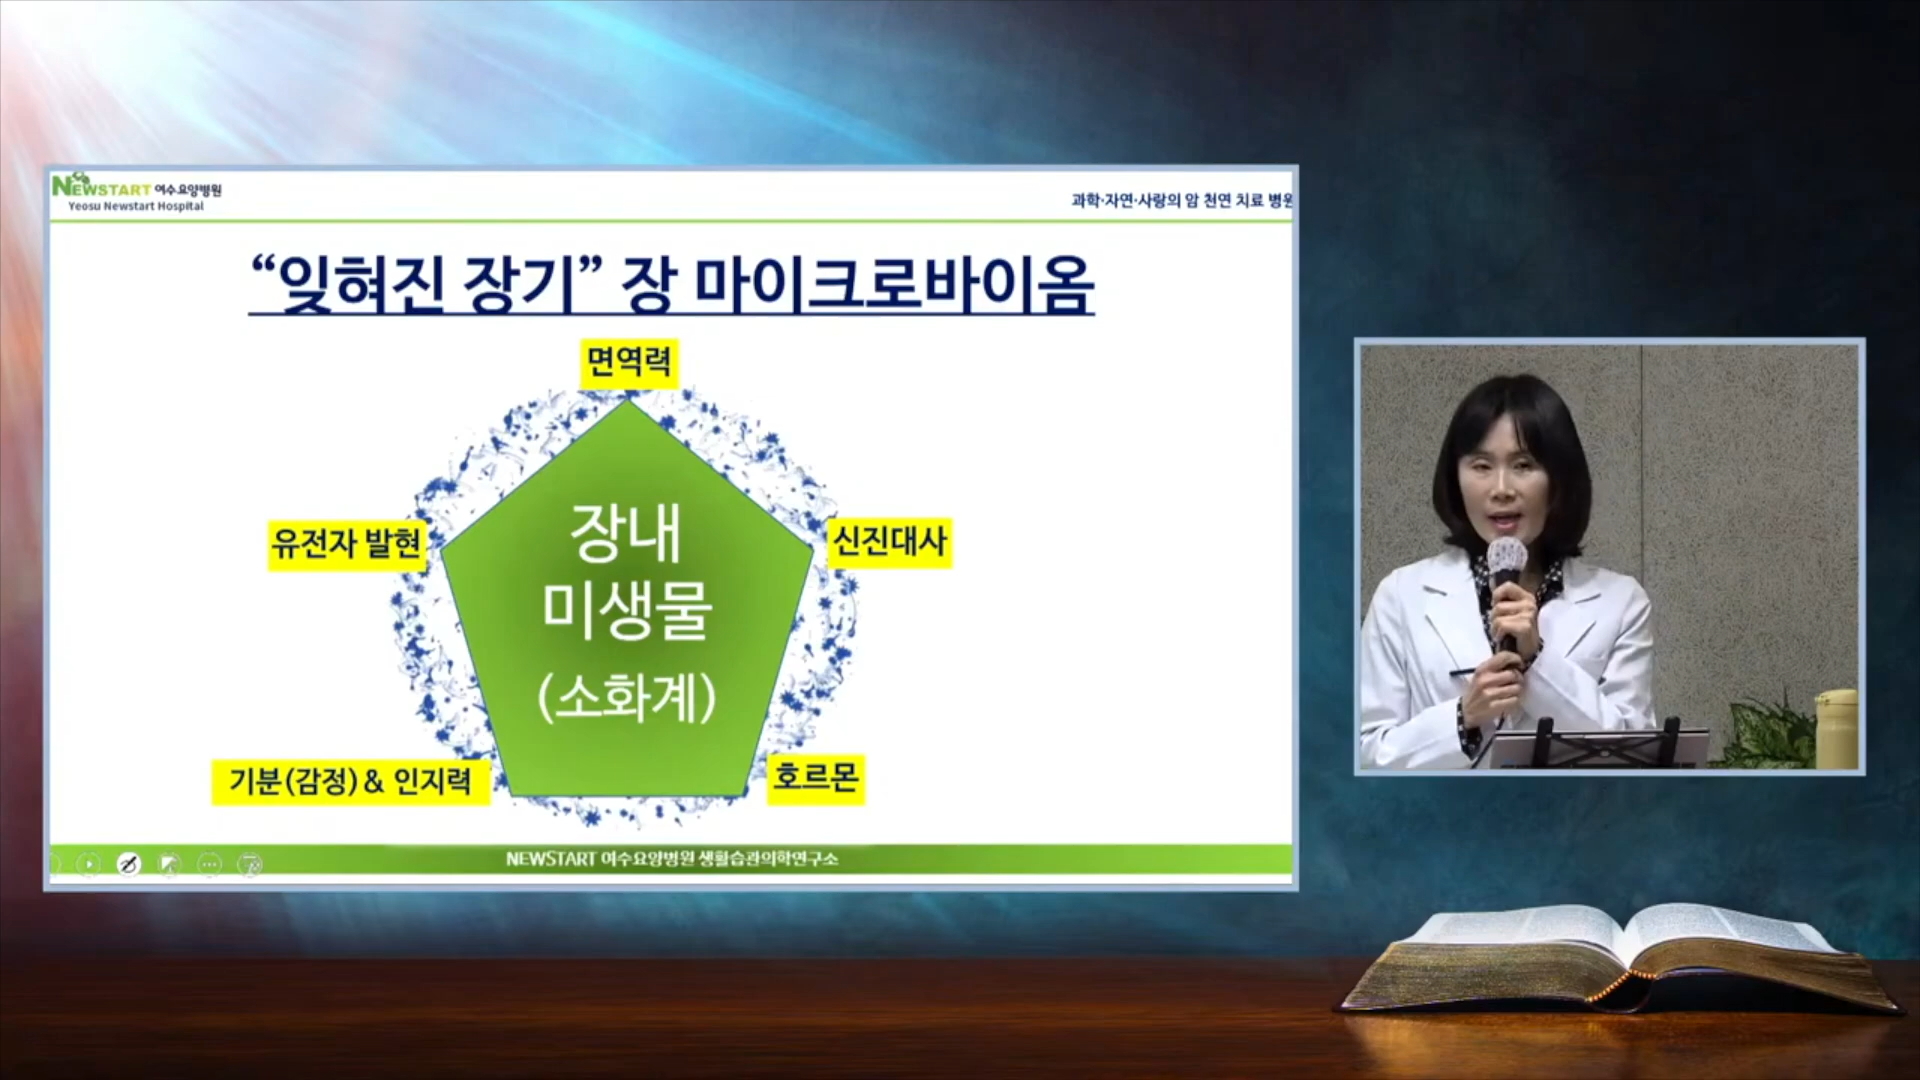 NEWSTART 여수요양병원
Yeosu Newstart Hospital
과학·자연·사랑의 암 천연 치료 병원
“잊혀진 장기” 장 마이크로바이옴
면역력
유전자 발현
신진대사
장내
미생물
(소화계)
기분(감정)& 인지력
호르몬
NEWSTART 여수요양병원 생활습관의학연구소